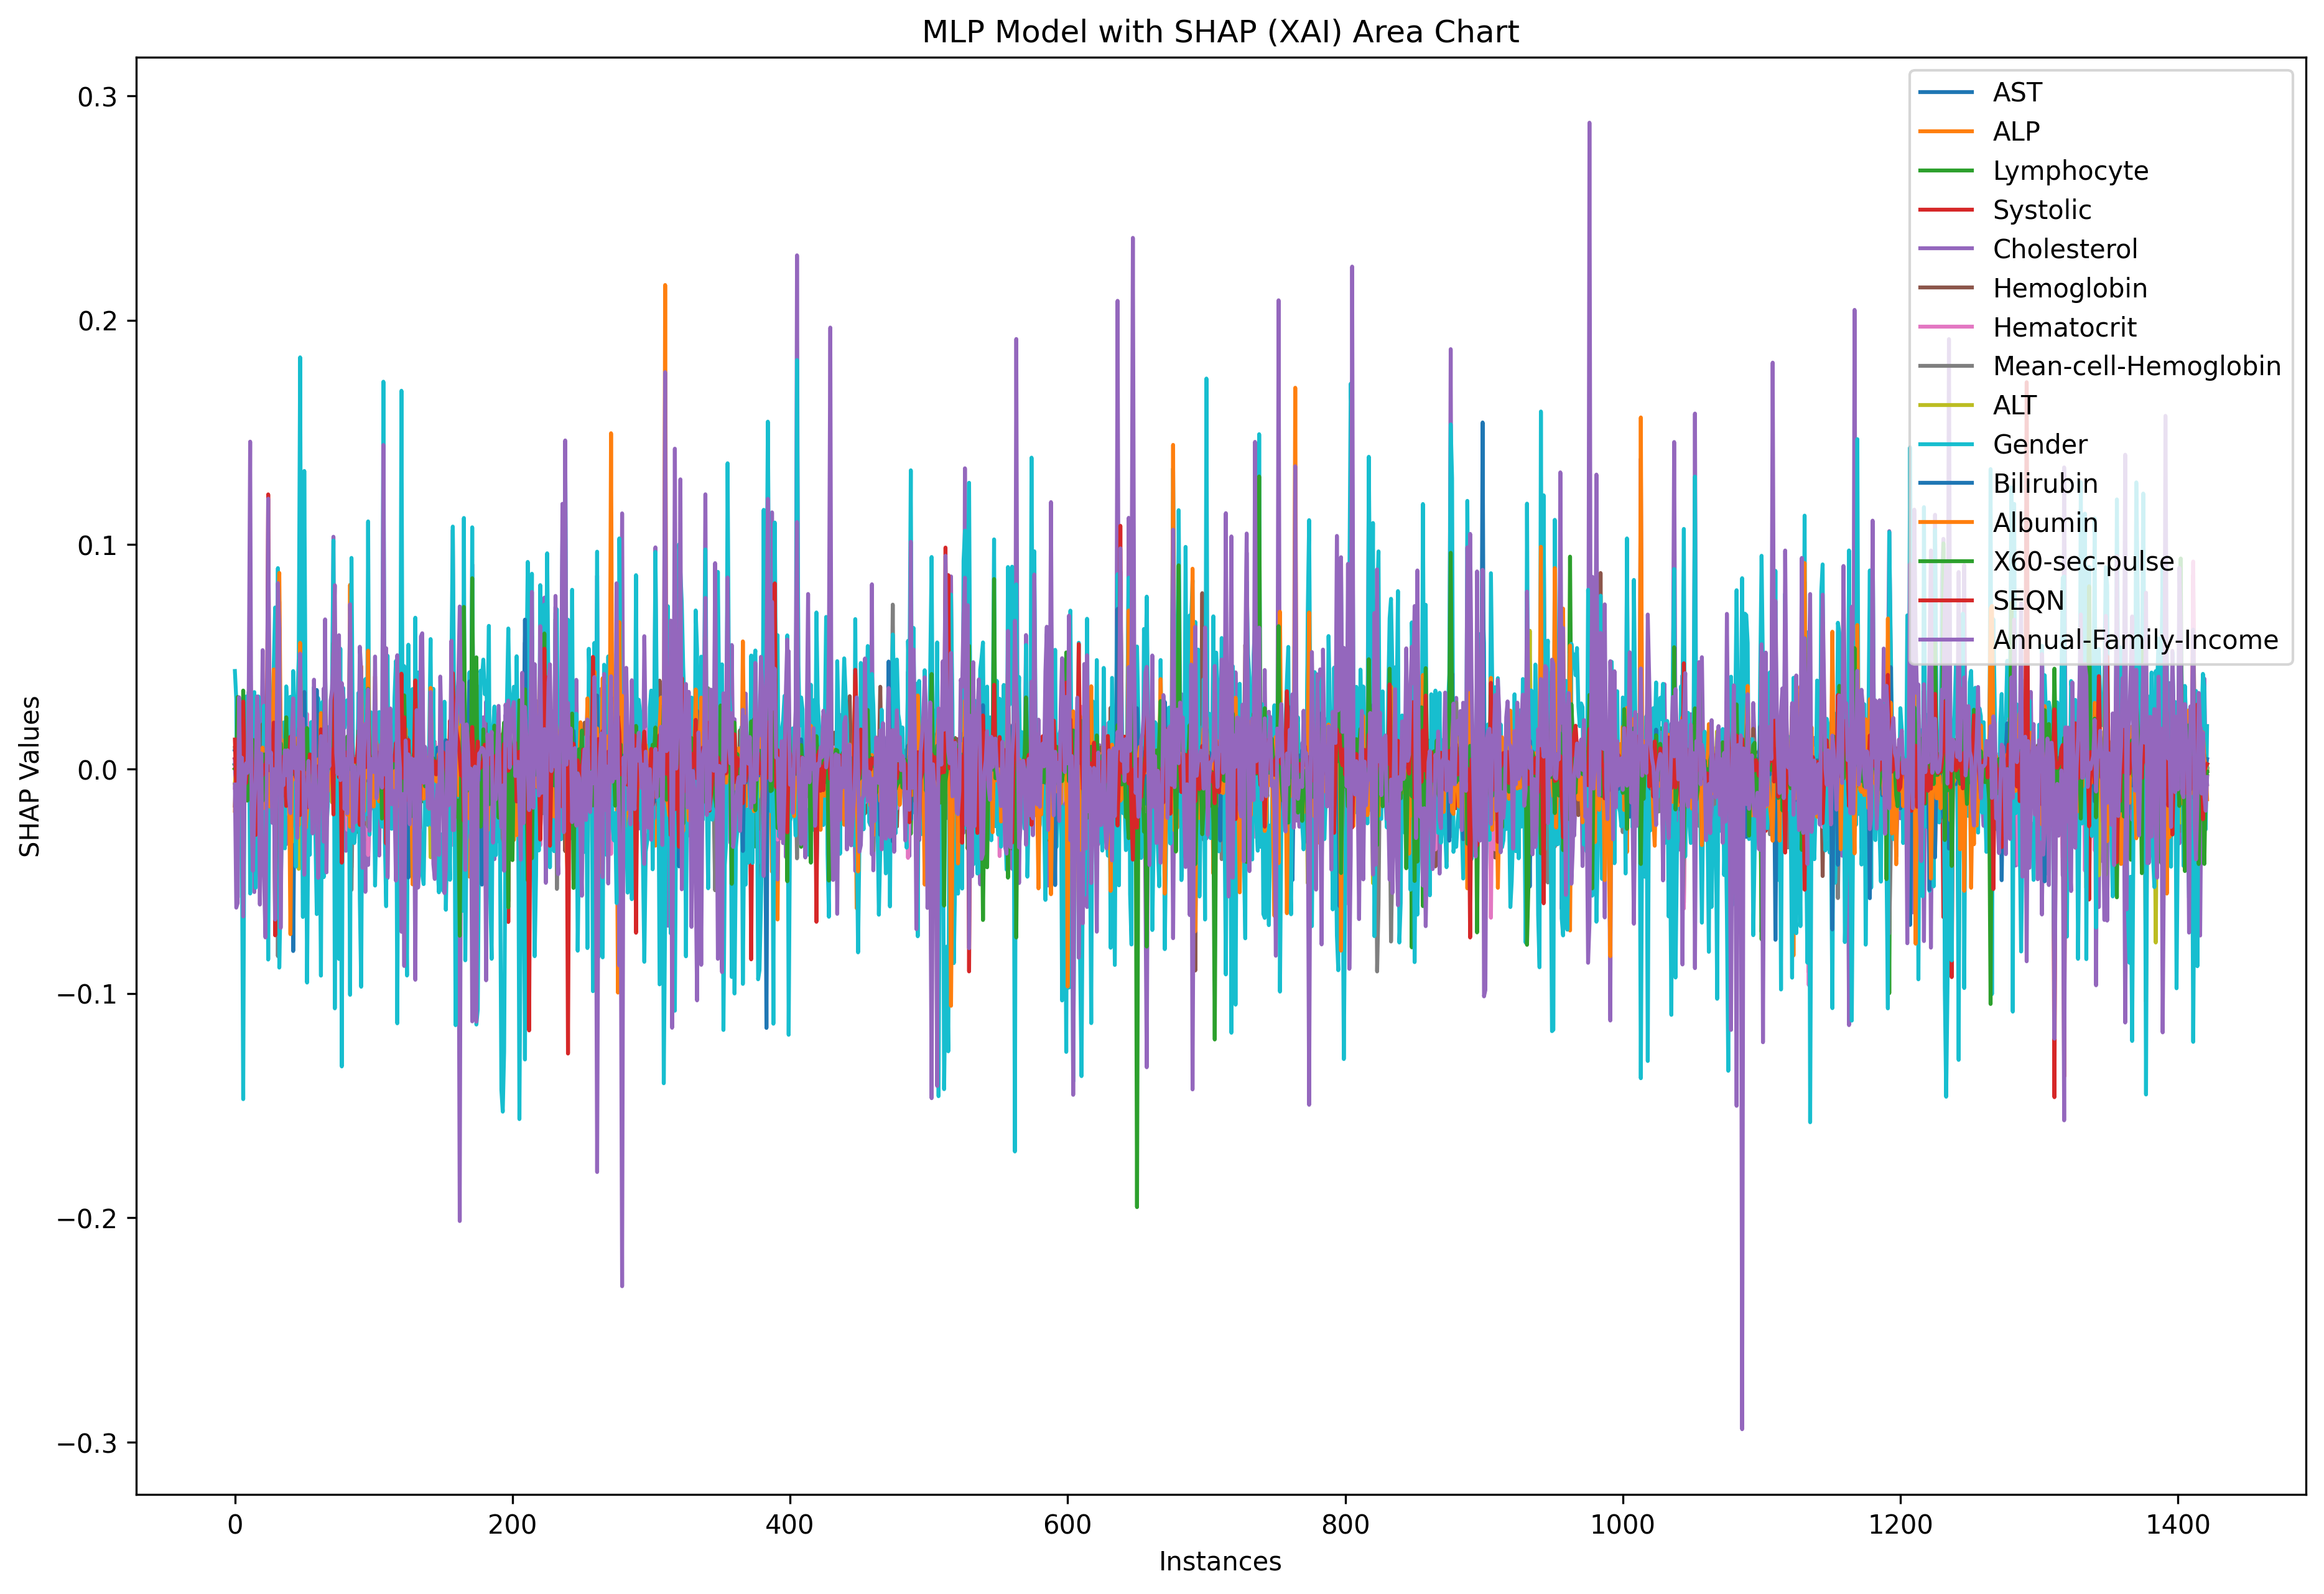 MLP Model with SHAP (XAI) Area Chart
0.3
0.2
0.1
0.0
−0.1
−0.2
−0.3
SHAP Values
AST
ALP
Lymphocyte
Systolic
Cholesterol
Hemoglobin
Hematocrit
Mean-cell-Hemoglobin
ALT
Gender
Bilirubin
Albumin
X60-sec-pulse
SEQN
Annual-Family-Income
0 200 400 600 800 1000 1200 1400
Instances